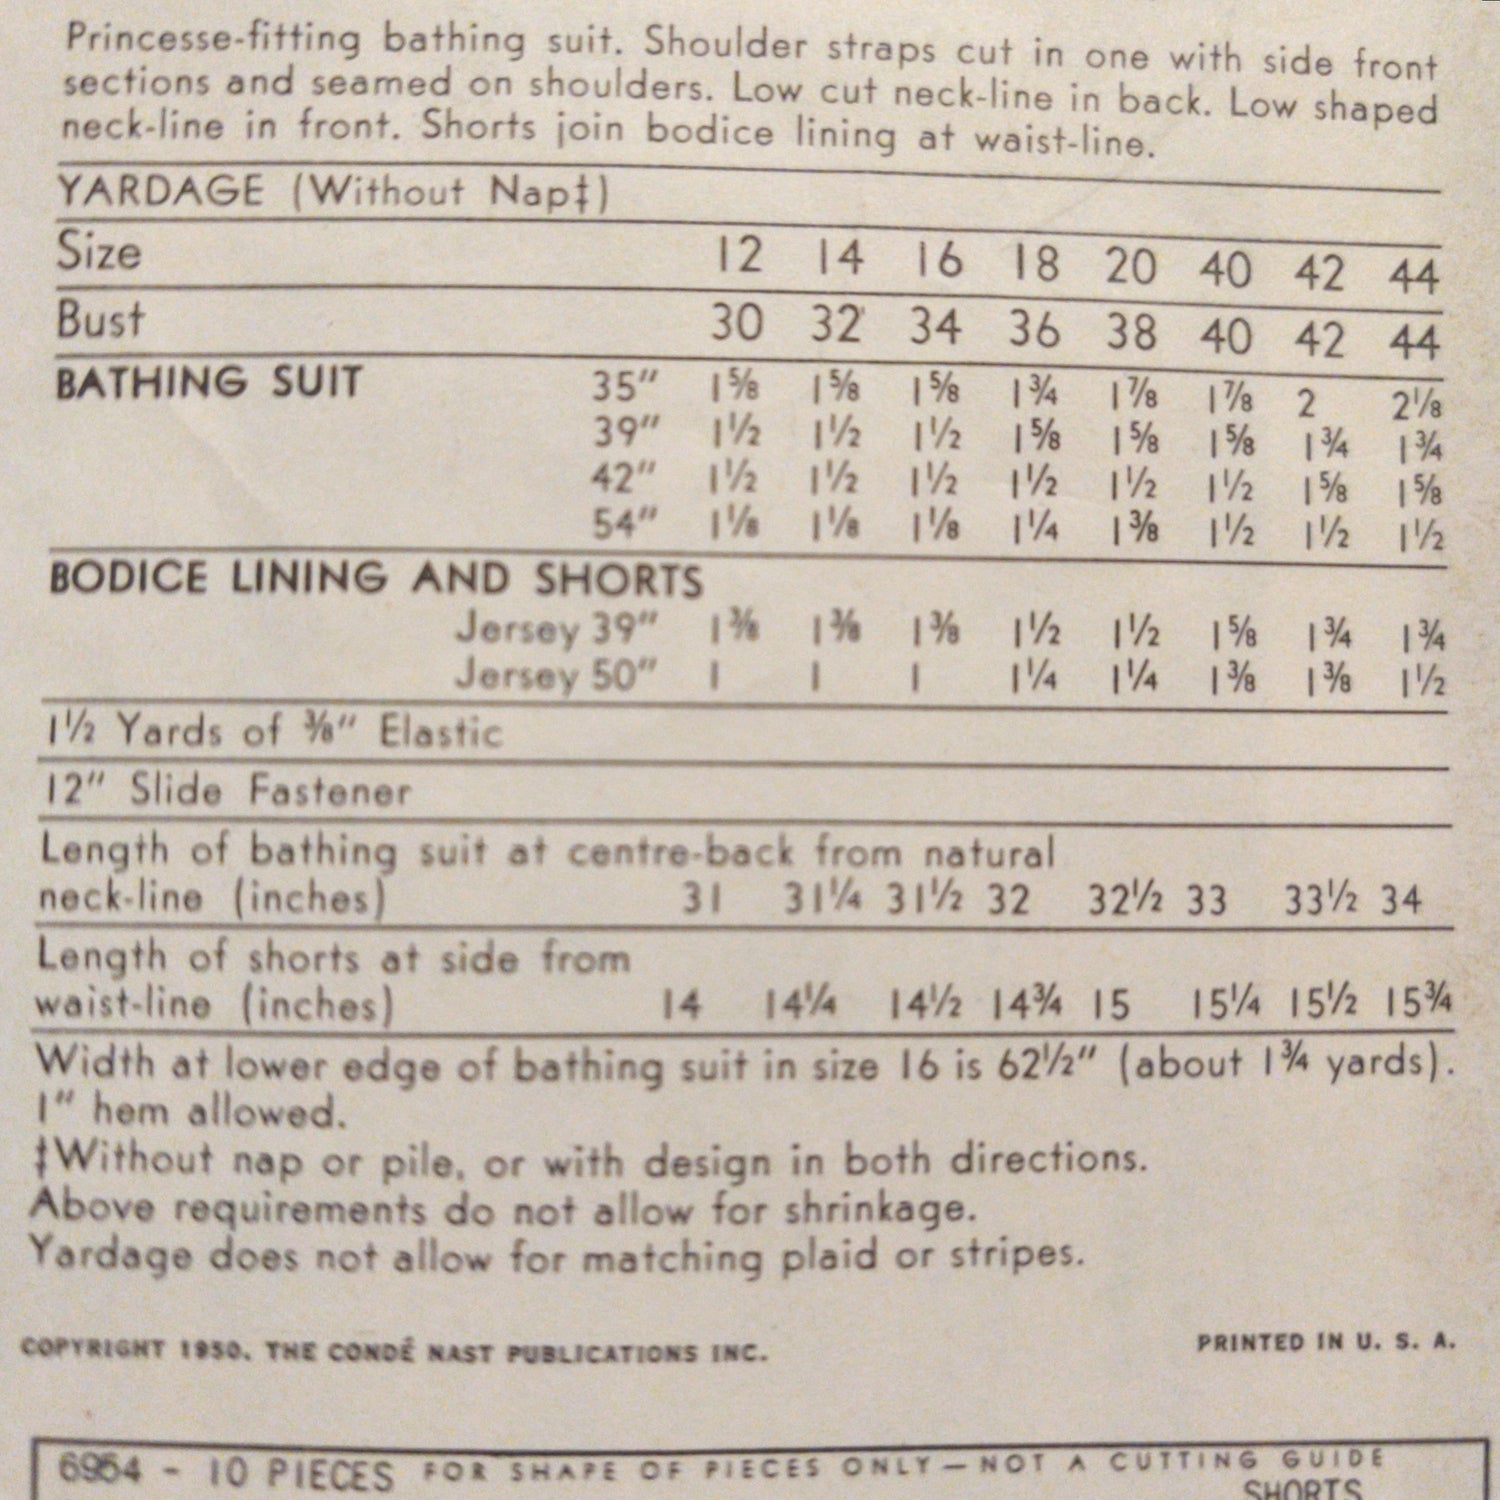 Princesse-fitting bathing suit. Shoulder straps cut in one with side front
sections and seamed on shoulders. Low cut neck-line in back. Low shaped
neck-line in front. Shorts join bodice lining at waist-line.
YARDAGE (Without Nap‡)
Size 12 14 16 18 20 40 42 44
Bust 30 32 34 36 38 40 42 44
BATHING SUIT 35" 1⅝ 1⅝ 1⅝ 1¾ 1⅞ 1⅞ 2 2⅛
39" 1½ 1½ 1½ 1⅝ 1⅝ 1⅝ 1¾ 1¾
42" 1½ 1½ 1½ 1½ 1½ 1½ 1⅝ 1⅝
54" 1⅛ 1⅛ 1⅛ 1¼ 1⅜ 1½ 1½ 1½
BODICE LINING AND SHORTS
Jersey 39" 1⅜ 1⅜ 1⅜ 1½ 1½ 1⅝ 1¾ 1¾
Jersey 50" 1 1 1 1¼ 1¼ 1⅜ 1⅜ 1½
1½ Yards of ⅜" Elastic
12" Slide Fastener
Length of bathing suit at centre-back from natural
neck-line (inches) 31 31¼ 31½ 32 32½ 33 33½ 34
Length of shorts at side from
waist-line (inches) 14 14¼ 14½ 14¾ 15 15¼ 15½ 15¾
Width at lower edge of bathing suit in size 16 is 62½" (about 1¾ yards).
1" hem allowed.
‡Without nap or pile, or with design in both directions.
Above requirements do not allow for shrinkage.
Yardage does not allow for matching plaid or stripes.
COPYRIGHT 1950, THE CONDÉ NAST PUBLICATIONS INC. PRINTED IN U. S. A.
6954 - 10 PIECES FOR SHAPE OF PIECES ONLY—NOT A CUTTING GUIDE
SHORTS